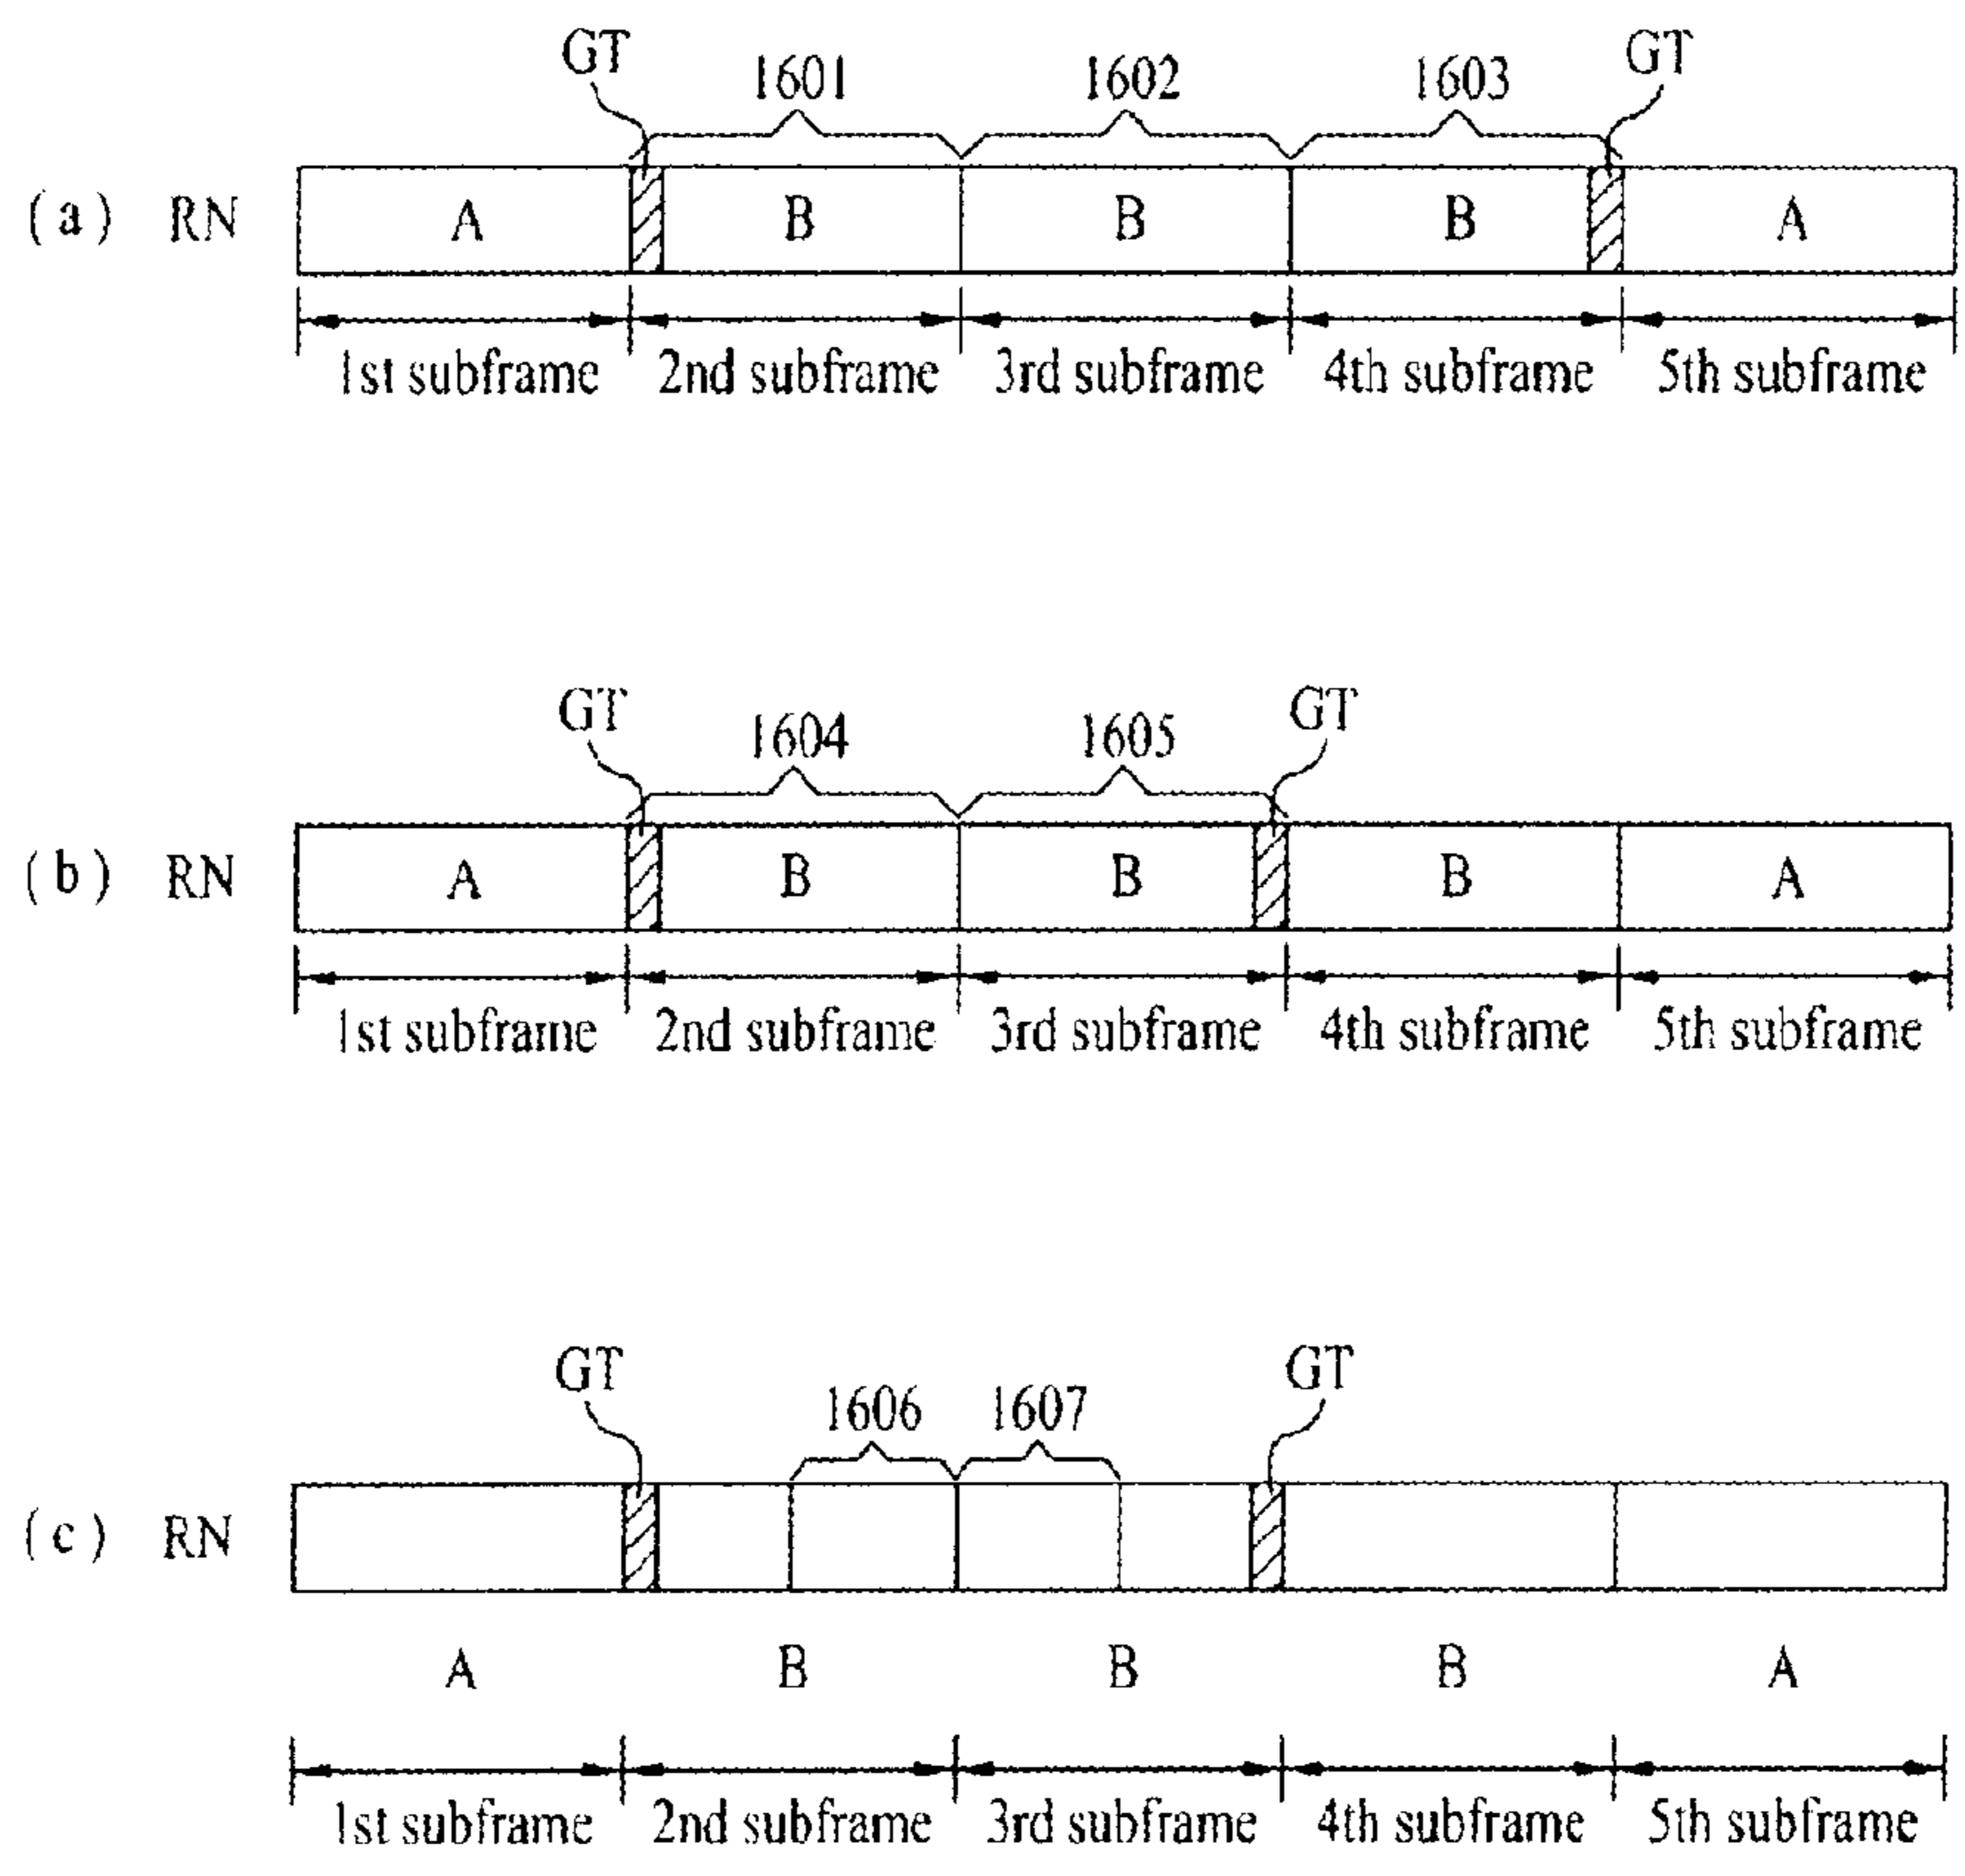 GT 1601 1602 1603 GT
(a) RN A B B B A
1st subframe 2nd subframe 3rd subframe 4th subframe 5th subframe
GT 1604 1605 GT
(b) RN A B B B A
1st subframe 2nd subframe 3rd subframe 4th subframe 5th subframe
GT 1606 1607 GT
(c) RN
A B B B A
1st subframe 2nd subframe 3rd subframe 4th subframe 5th subframe